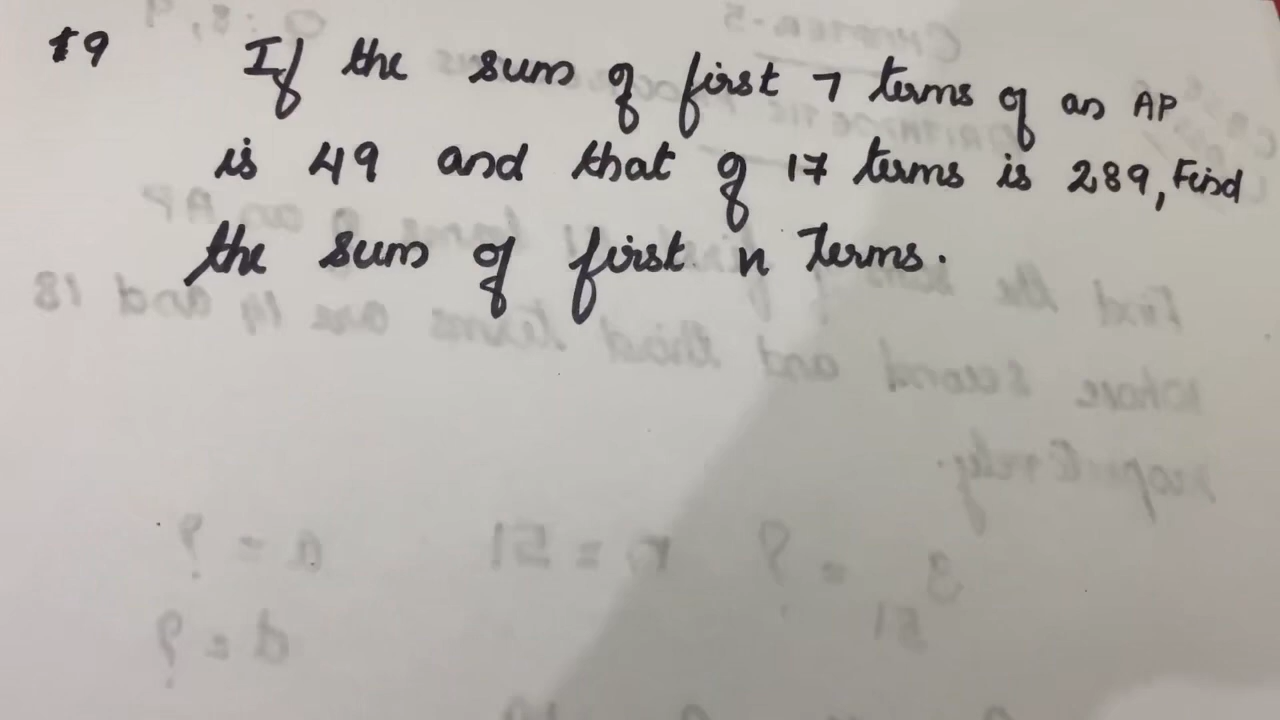 9 If the sum of first 7 terms of an AP
is 49 and that of 17 terms is 289, Find
the sum of first n terms.